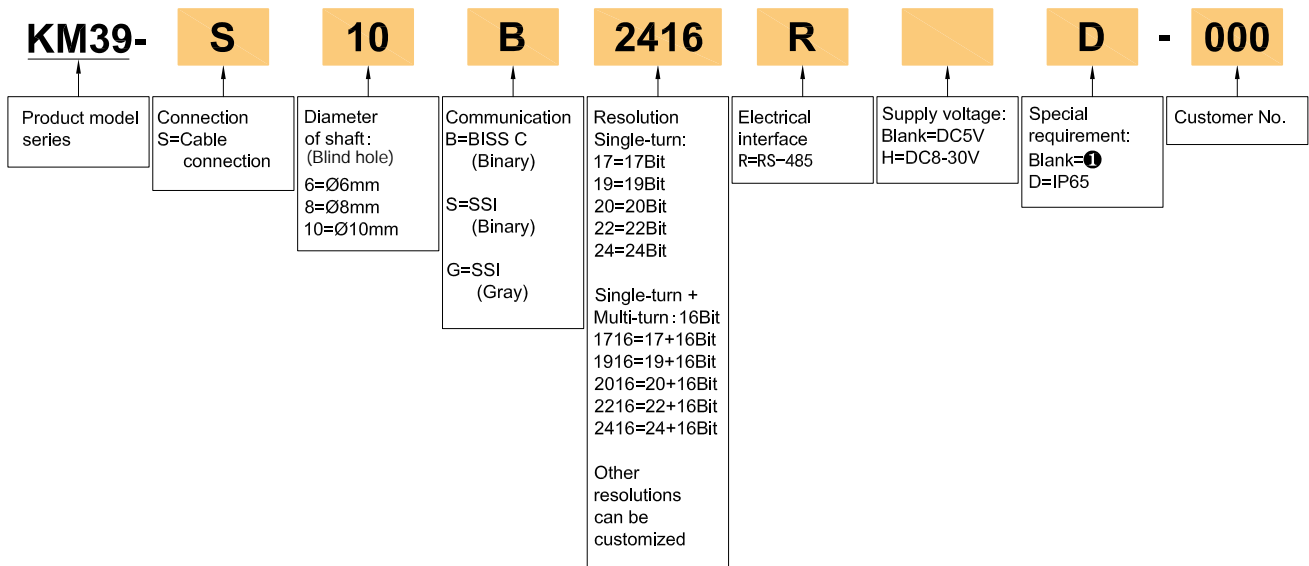 KM39- S 10 B 2416 R D - 000
Product model
series
Connection
S=Cable
connection
Diameter
of shaft:
(Blind hole)
6=Ø6mm
8=Ø8mm
10=Ø10mm
Communication
B=BISS C
(Binary)
S=SSI
(Binary)
G=SSI
(Gray)
Resolution
Single-turn:
17=17Bit
19=19Bit
20=20Bit
22=22Bit
24=24Bit
Single-turn +
Multi-turn:16Bit
1716=17+16Bit
1916=19+16Bit
2016=20+16Bit
2216=22+16Bit
2416=24+16Bit
Other
resolutions
can be
customized
Electrical
interface
R=RS-485
Supply voltage:
Blank=DC5V
H=DC8-30V
Special
requirement:
Blank=❶
D=IP65
Customer No.